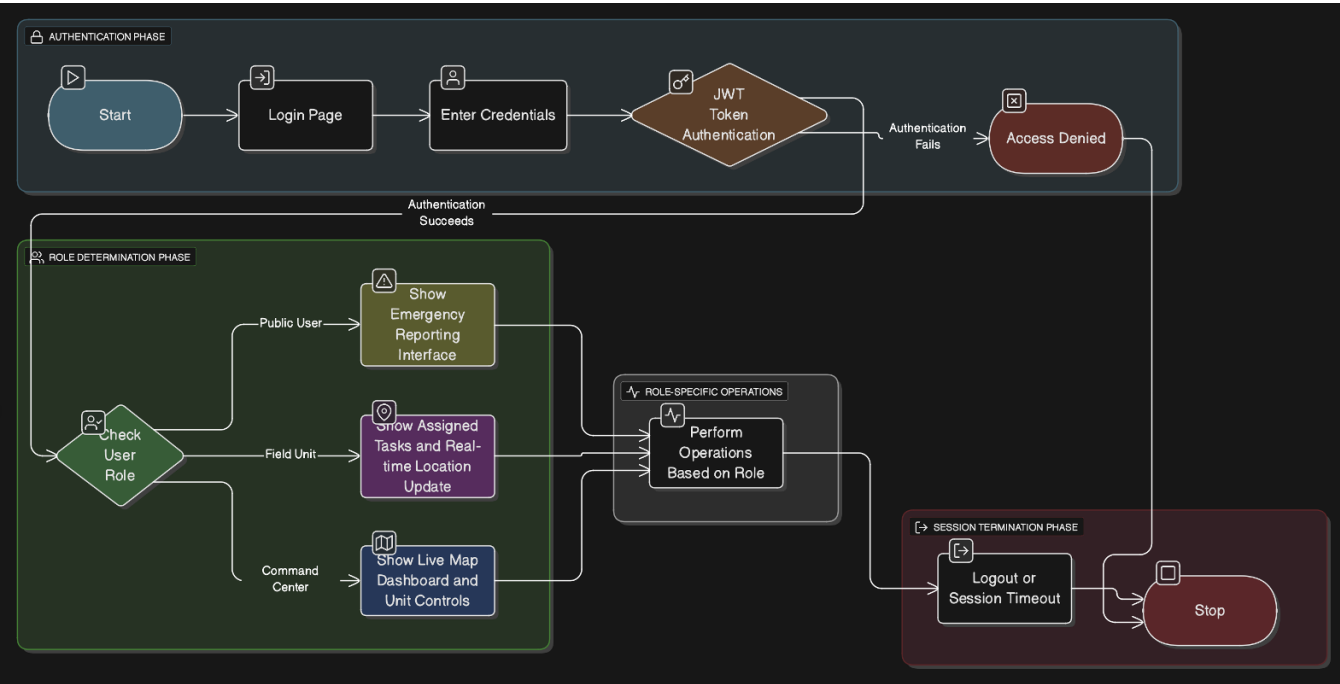 AUTHENTICATION PHASE
Start
Login Page
Enter Credentials
JWT
Token
Authentication
Authentication
Fails
Access Denied
Authentication
Succeeds
ROLE DETERMINATION PHASE
Check
User
Role
Public User
Show
Emergency
Reporting
Interface
Field Unit
Show Assigned
Tasks and Real-
time Location
Update
Command
Center
Show Live Map
Dashboard and
Unit Controls
ROLE-SPECIFIC OPERATIONS
Perform
Operations
Based on Role
SESSION TERMINATION PHASE
Logout or
Session Timeout
Stop